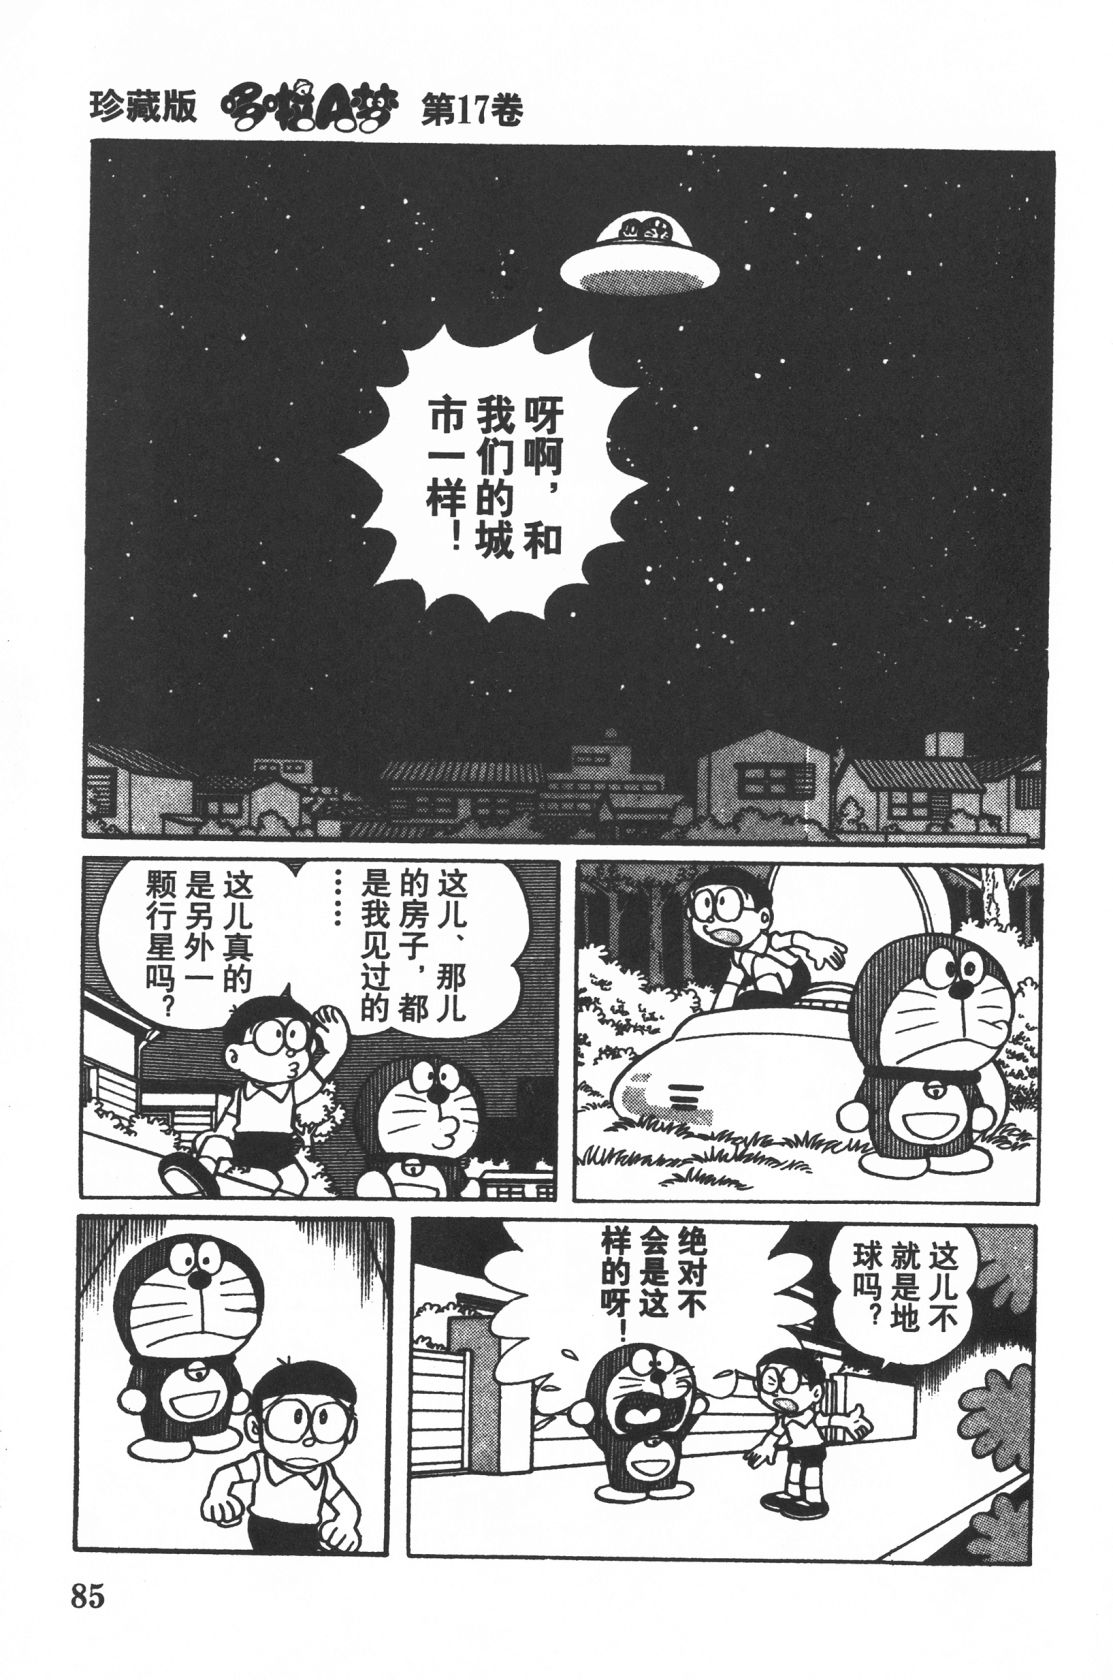 珍藏版 哆啦A梦 第17卷
呀啊，和
我们的城
市一样！
这儿、那儿
的房子，都
是我见过的
……
这儿真的
是另外一
颗行星吗？
这儿不
就是地
球吗？
绝对不
会是这
样的呀！
85